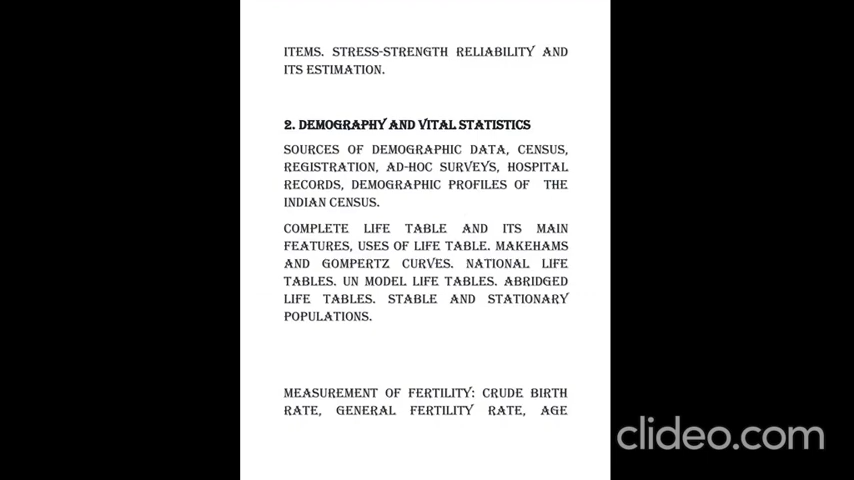 ITEMS. STRESS-STRENGTH RELIABILITY AND
ITS ESTIMATION.
2. DEMOGRAPHY AND VITAL STATISTICS
SOURCES OF DEMOGRAPHIC DATA, CENSUS,
REGISTRATION, AD-HOC SURVEYS, HOSPITAL
RECORDS, DEMOGRAPHIC PROFILES OF THE
INDIAN CENSUS.
COMPLETE LIFE TABLE AND ITS MAIN
FEATURES, USES OF LIFE TABLE. MAKEHAMS
AND GOMPERTZ CURVES. NATIONAL LIFE
TABLES. UN MODEL LIFE TABLES. ABRIDGED
LIFE TABLES. STABLE AND STATIONARY
POPULATIONS.
MEASUREMENT OF FERTILITY: CRUDE BIRTH
RATE, GENERAL FERTILITY RATE, AGE
clideo.com